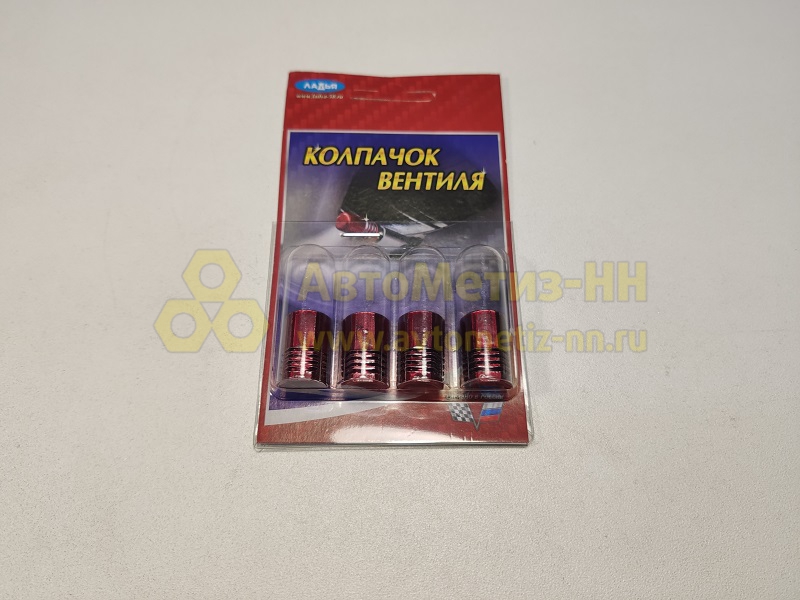 ЛАДЬЯ
КОЛПАЧОК
ВЕНТИЛЯ
АвтоМетиз-НН
www.avtometiz-nn.ru